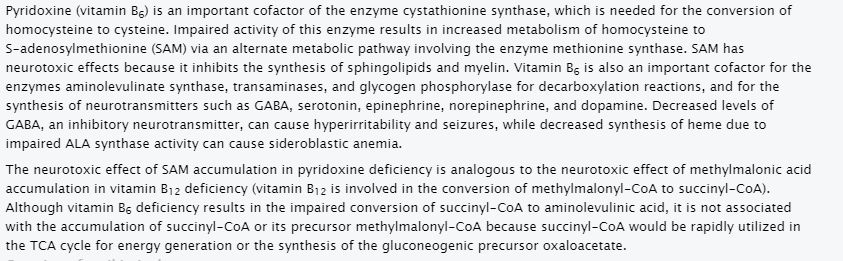 Pyridoxine (vitamin B₆) is an important cofactor of the enzyme cystathionine synthase, which is needed for the conversion of
homocysteine to cysteine. Impaired activity of this enzyme results in increased metabolism of homocysteine to
S-adenosylmethionine (SAM) via an alternate metabolic pathway involving the enzyme methionine synthase. SAM has
neurotoxic effects because it inhibits the synthesis of sphingolipids and myelin. Vitamin B₆ is also an important cofactor for the
enzymes aminolevulinate synthase, transaminases, and glycogen phosphorylase for decarboxylation reactions, and for the
synthesis of neurotransmitters such as GABA, serotonin, epinephrine, norepinephrine, and dopamine. Decreased levels of
GABA, an inhibitory neurotransmitter, can cause hyperirritability and seizures, while decreased synthesis of heme due to
impaired ALA synthase activity can cause sideroblastic anemia.
The neurotoxic effect of SAM accumulation in pyridoxine deficiency is analogous to the neurotoxic effect of methylmalonic acid
accumulation in vitamin B₁₂ deficiency (vitamin B₁₂ is involved in the conversion of methylmalonyl-CoA to succinyl-CoA).
Although vitamin B₆ deficiency results in the impaired conversion of succinyl-CoA to aminolevulinic acid, it is not associated
with the accumulation of succinyl-CoA or its precursor methylmalonyl-CoA because succinyl-CoA would be rapidly utilized in
the TCA cycle for energy generation or the synthesis of the gluconeogenic precursor oxaloacetate.